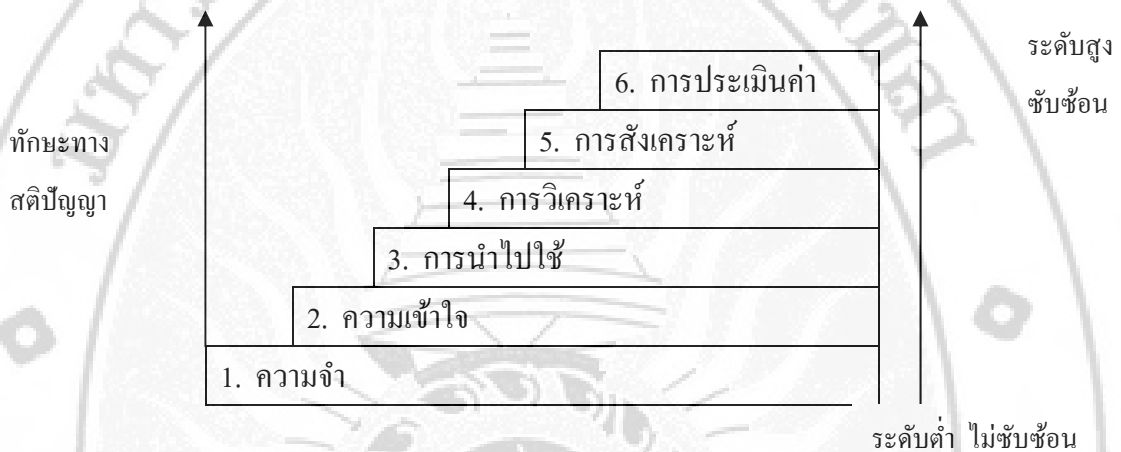 ระดับสูง
ซับซ้อน
6. การประเมินค่า
5. การสังเคราะห์
ทักษะทาง
สติปัญญา
4. การวิเคราะห์
3. การนำไปใช้
2. ความเข้าใจ
1. ความจำ
ระดับต่ำ ไม่ซับซ้อน